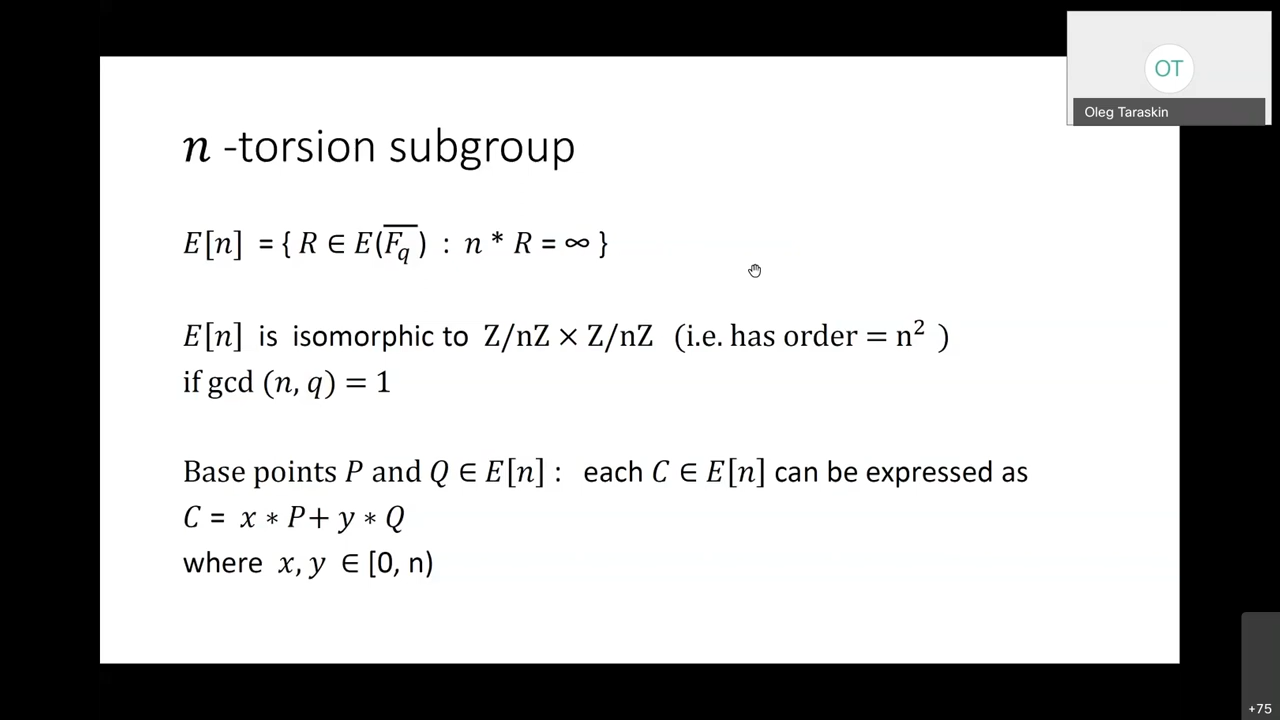 OT
Oleg Taraskin
n -torsion subgroup
E[n] = { R ∈ E(F̅_q) : n * R = ∞ }
E[n] is isomorphic to Z/nZ × Z/nZ (i.e. has order = n² )
if gcd (n, q) = 1
Base points P and Q ∈ E[n] : each C ∈ E[n] can be expressed as
C = x ∗ P+ y ∗ Q
where x, y ∈ [0, n)
+75